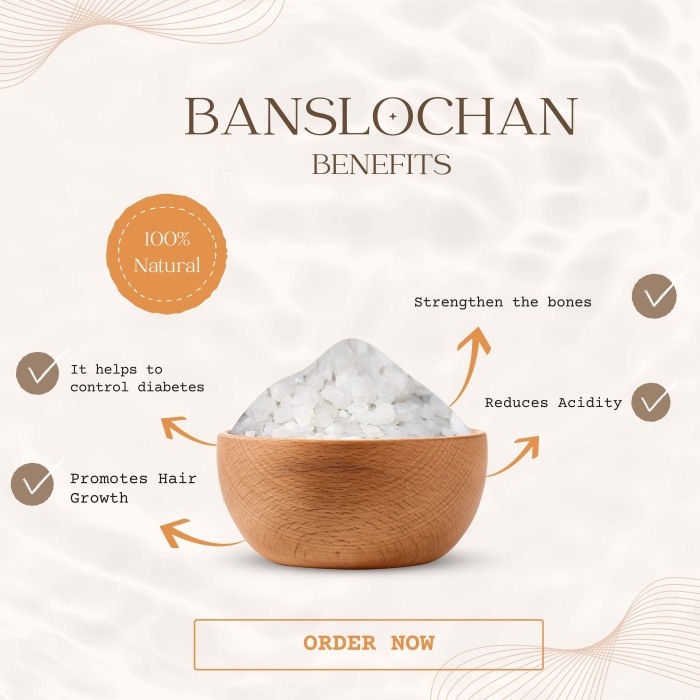 BANSLOCHAN
BENEFITS
100%
Natural
Strengthen the bones
It helps to
control diabetes
Reduces Acidity
Promotes Hair
Growth
ORDER NOW